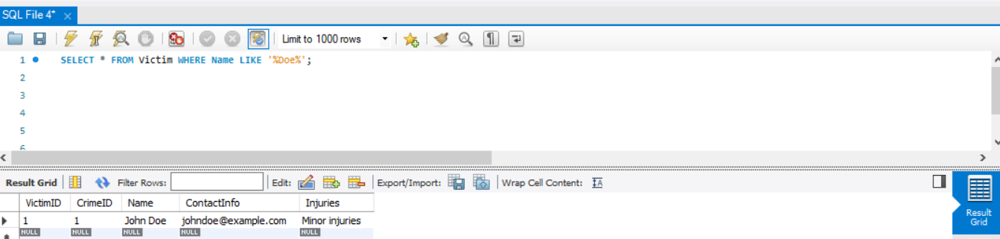 SQL File 4*
Limit to 1000 rows
1 SELECT * FROM Victim WHERE Name LIKE '%Doe%';
2
3
4
5
6
Result Grid Filter Rows: Edit: Export/Import: Wrap Cell Content:
VictimID CrimeID Name ContactInfo Injuries
1 1 John Doe johndoe@example.com Minor injuries
NULL NULL NULL NULL NULL
Result
Grid